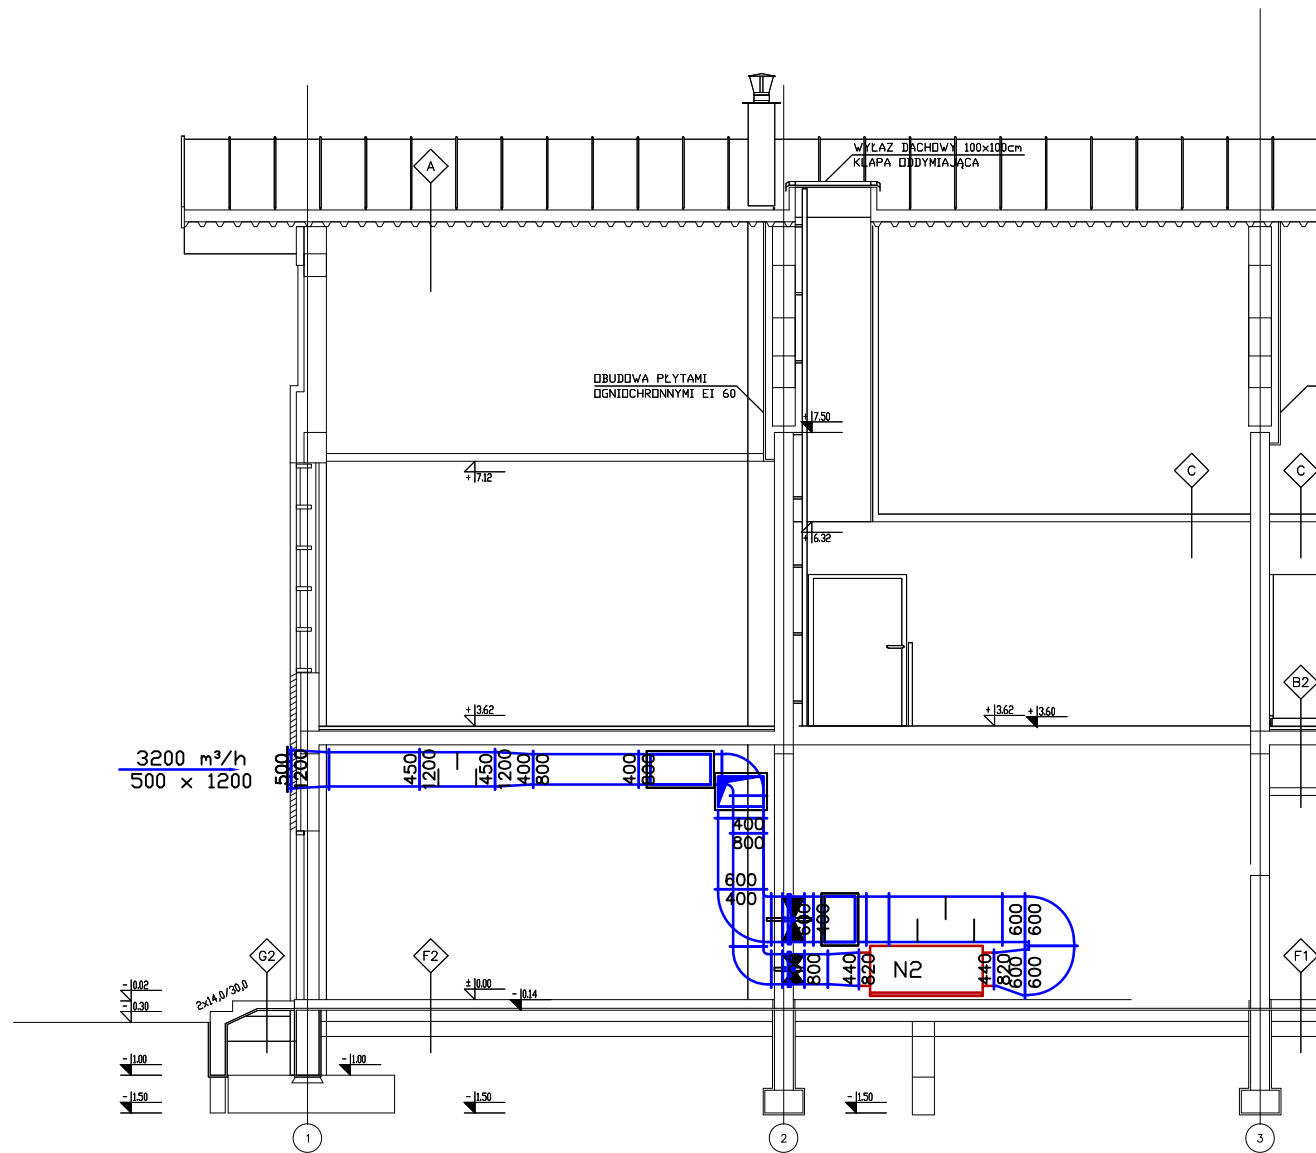 WYŁAZ DACHOWY 100x100cm
KLAPA ODDYMIAJĄCA
A
OBUDOWA PŁYTAMI
OGNIOCHRONNYMI EI 60
+ 7.50
+ 7.12
C
C
+ 6.32
B2
+ 3.62
+ 3.62
+ 3.60
3200 m³/h
500 x 1200
500
1200
450
1200
450
1200
400
800
400
800
400
800
600
400
600
400
600
600
800
440
820
N2
440
820
600
600
G2
F2
F1
- 0.02
- 0.30
2x14,0/30,0
± 0.00
- 0.14
- 1.00
- 1.00
- 1.50
- 1.50
- 1.50
1
2
3